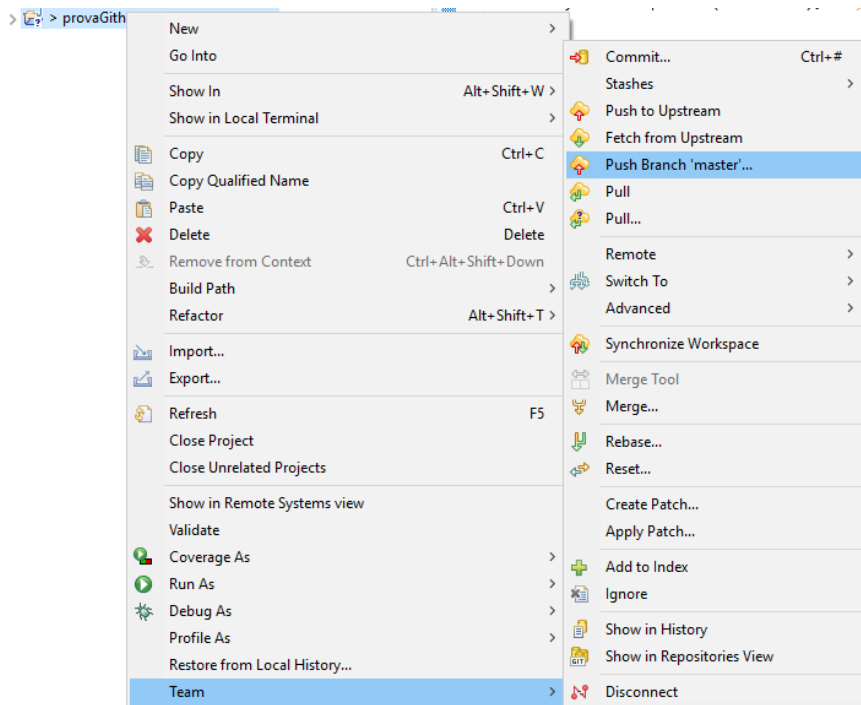 > provaGith
New
Go Into
Show In Alt+Shift+W >
Show in Local Terminal
Copy Ctrl+C
Copy Qualified Name
Paste Ctrl+V
Delete Delete
Remove from Context Ctrl+Alt+Shift+Down
Build Path
Refactor Alt+Shift+T >
Import...
Export...
Refresh F5
Close Project
Close Unrelated Projects
Show in Remote Systems view
Validate
Coverage As
Run As
Debug As
Profile As
Restore from Local History...
Team
Commit... Ctrl+#
Stashes
Push to Upstream
Fetch from Upstream
Push Branch 'master'...
Pull
Pull...
Remote
Switch To
Advanced
Synchronize Workspace
Merge Tool
Merge...
Rebase...
Reset...
Create Patch...
Apply Patch...
Add to Index
Ignore
Show in History
GIT
Show in Repositories View
Disconnect